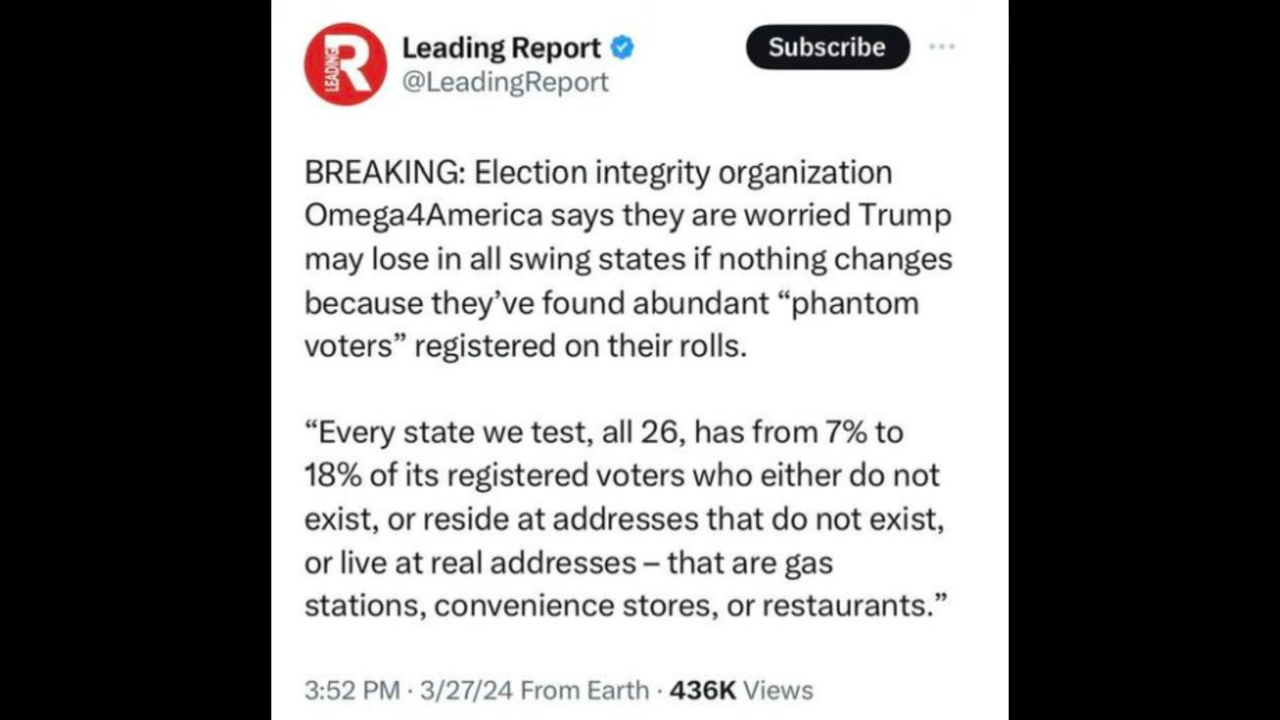 LEADING R
Leading Report
Subscribe
@LeadingReport
BREAKING: Election integrity organization
Omega4America says they are worried Trump
may lose in all swing states if nothing changes
because they’ve found abundant “phantom
voters” registered on their rolls.
“Every state we test, all 26, has from 7% to
18% of its registered voters who either do not
exist, or reside at addresses that do not exist,
or live at real addresses – that are gas
stations, convenience stores, or restaurants.”
3:52 PM · 3/27/24 From Earth · 436K Views